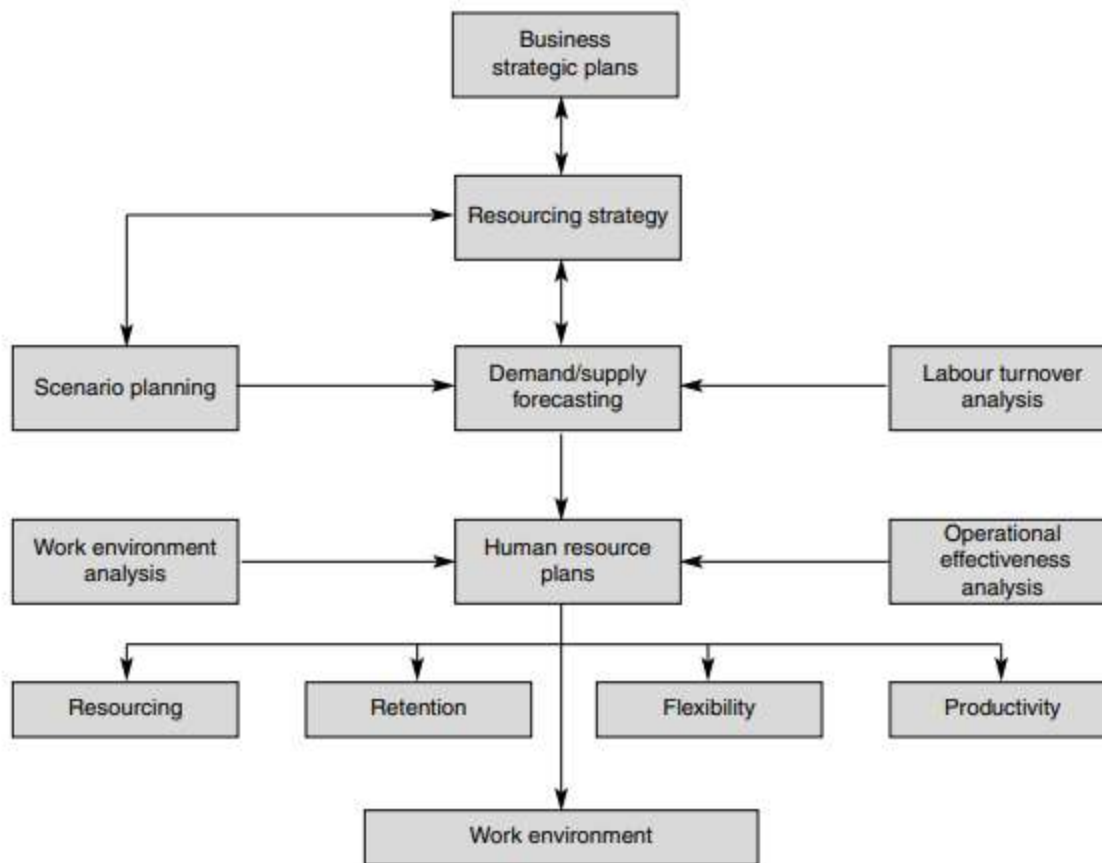 Business
strategic plans
Resourcing strategy
Scenario planning
Demand/supply
forecasting
Labour turnover
analysis
Work environment
analysis
Human resource
plans
Operational
effectiveness
analysis
Resourcing
Retention
Flexibility
Productivity
Work environment